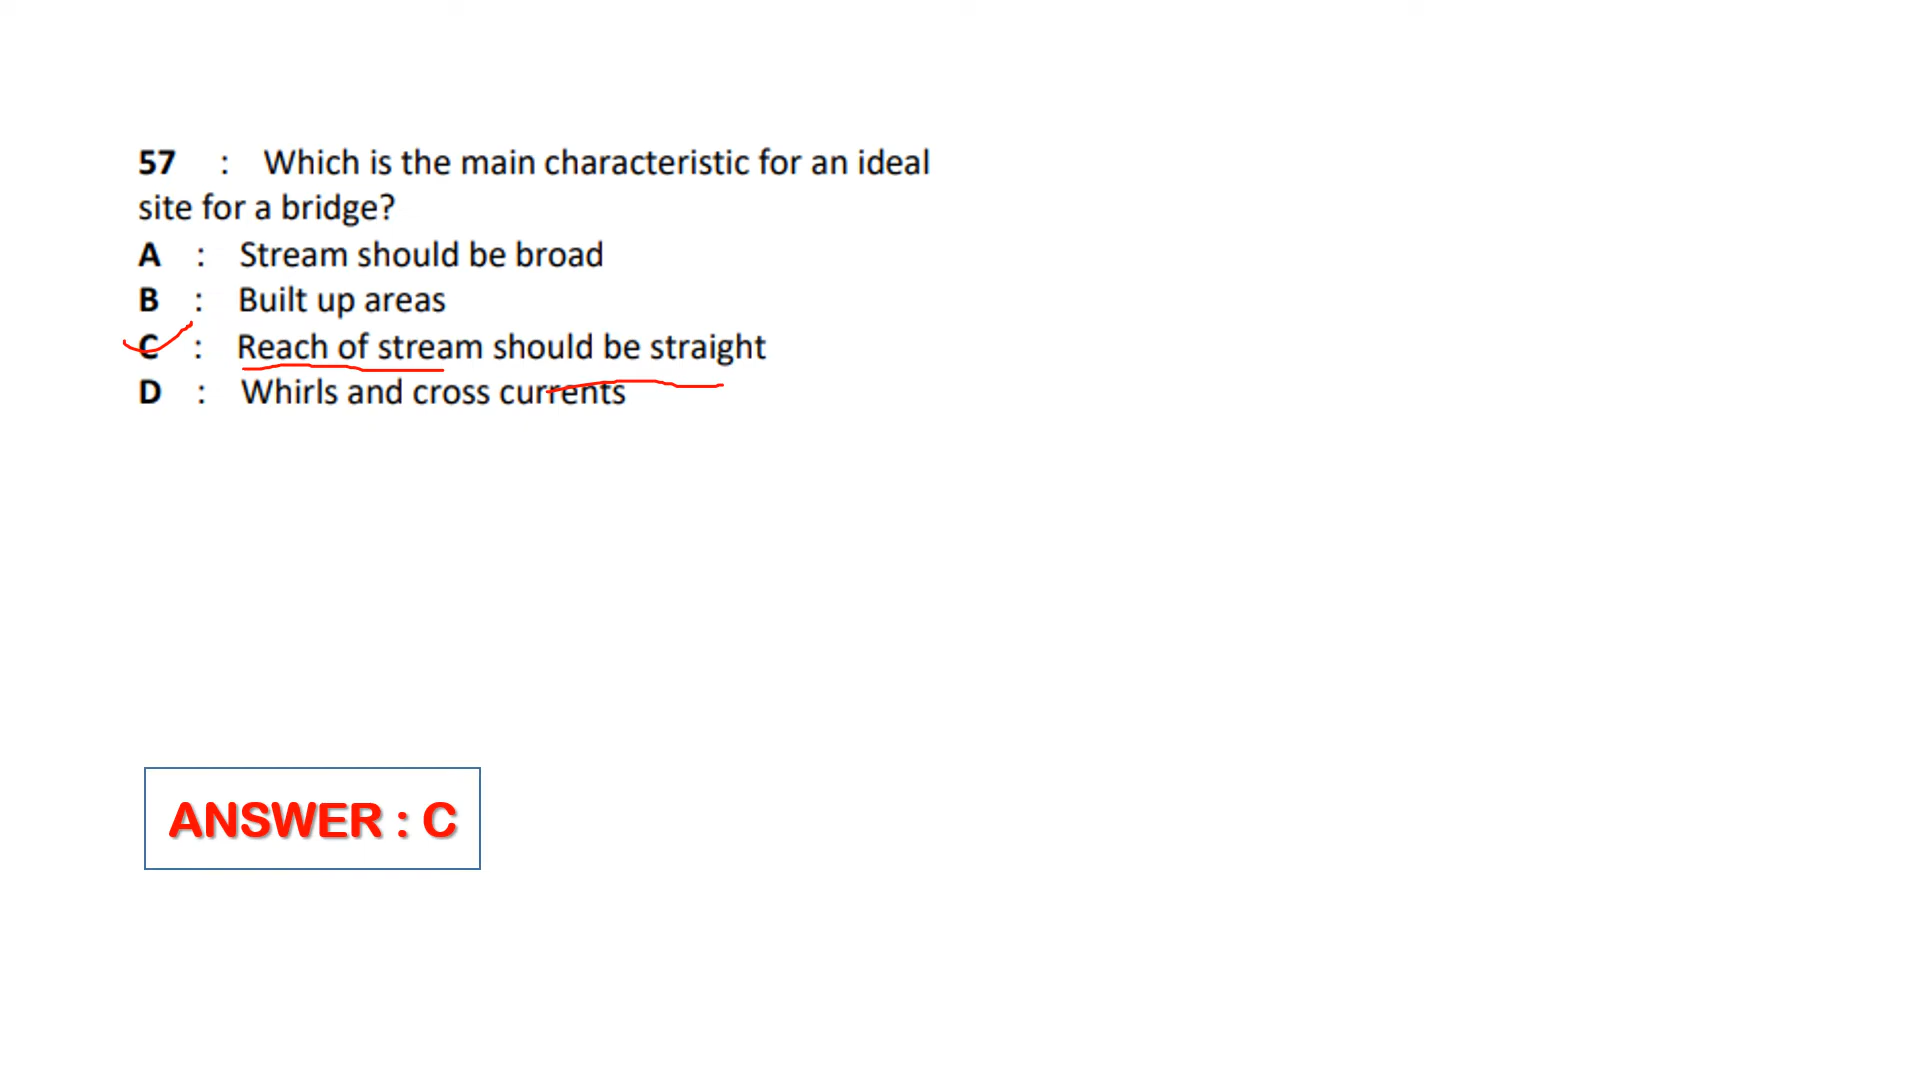 57 : Which is the main characteristic for an ideal
site for a bridge?
A : Stream should be broad
B : Built up areas
C : Reach of stream should be straight
D : Whirls and cross currents
ANSWER : C